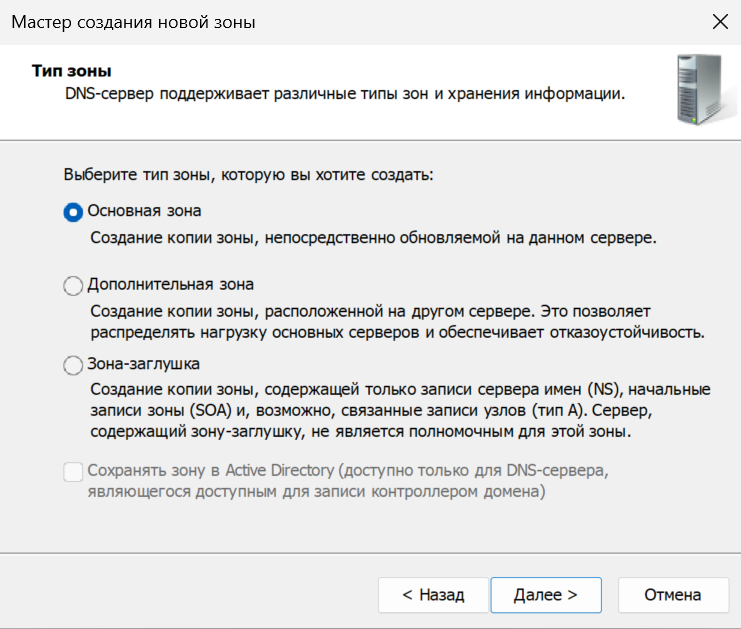 Мастер создания новой зоны
Тип зоны
DNS-сервер поддерживает различные типы зон и хранения информации.
Выберите тип зоны, которую вы хотите создать:
Основная зона
Создание копии зоны, непосредственно обновляемой на данном сервере.
Дополнительная зона
Создание копии зоны, расположенной на другом сервере. Это позволяет
распределять нагрузку основных серверов и обеспечивает отказоустойчивость.
Зона-заглушка
Создание копии зоны, содержащей только записи сервера имен (NS), начальные
записи зоны (SOA) и, возможно, связанные записи узлов (тип A). Сервер,
содержащий зону-заглушку, не является полномочным для этой зоны.
Сохранять зону в Active Directory (доступно только для DNS-сервера,
являющегося доступным для записи контроллером домена)
< Назад
Далее >
Отмена